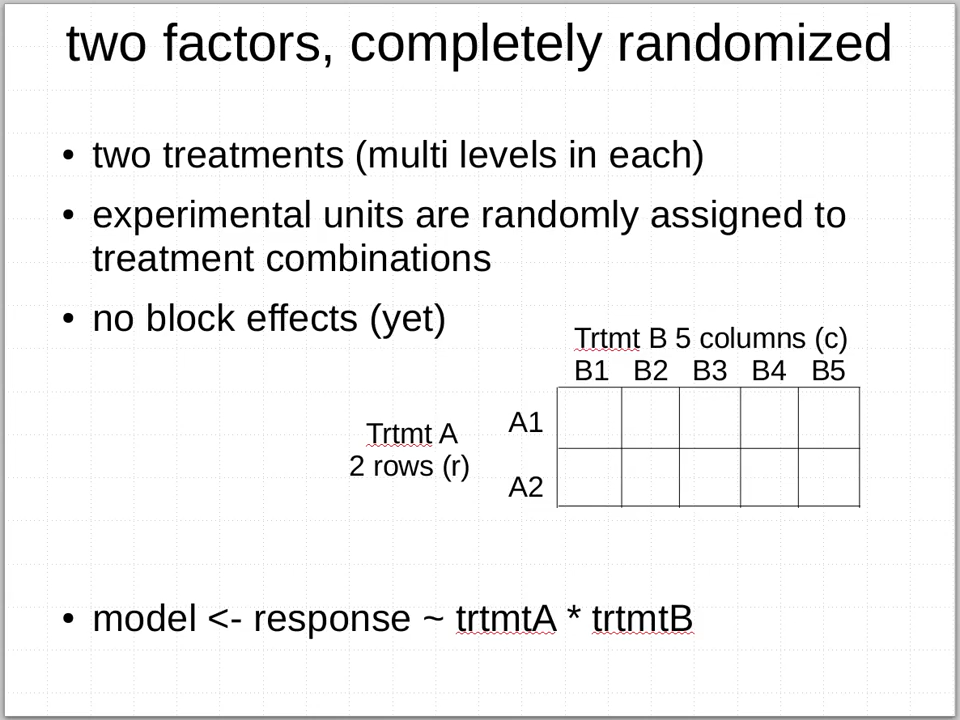 two factors, completely randomized
• two treatments (multi levels in each)
• experimental units are randomly assigned to
treatment combinations
• no block effects (yet)
Trtmt B 5 columns (c)
B1 B2 B3 B4 B5
A1
Trtmt A
2 rows (r)
A2
• model <- response ~ trtmtA * trtmtB